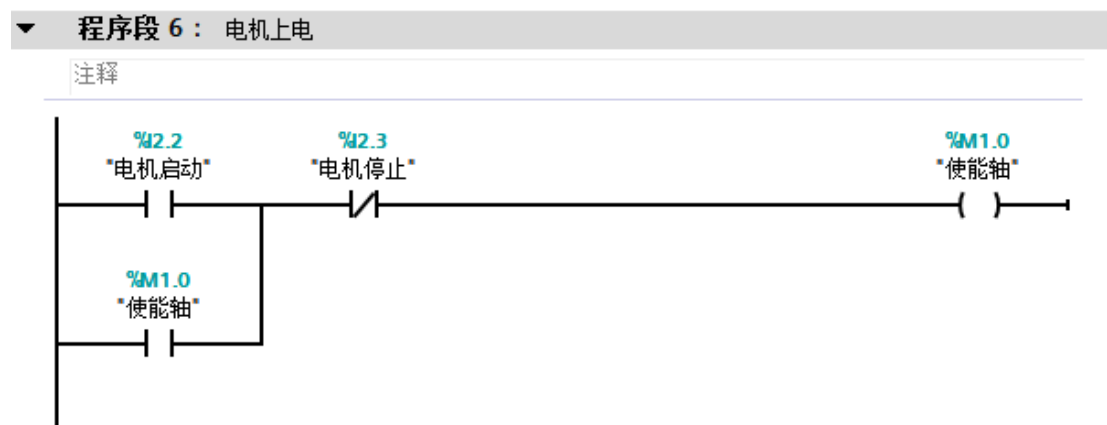 程序段 6： 电机上电
注释
%I2.2 %I2.3 %M1.0
"电机启动" "电机停止" "使能轴"
%M1.0
"使能轴"